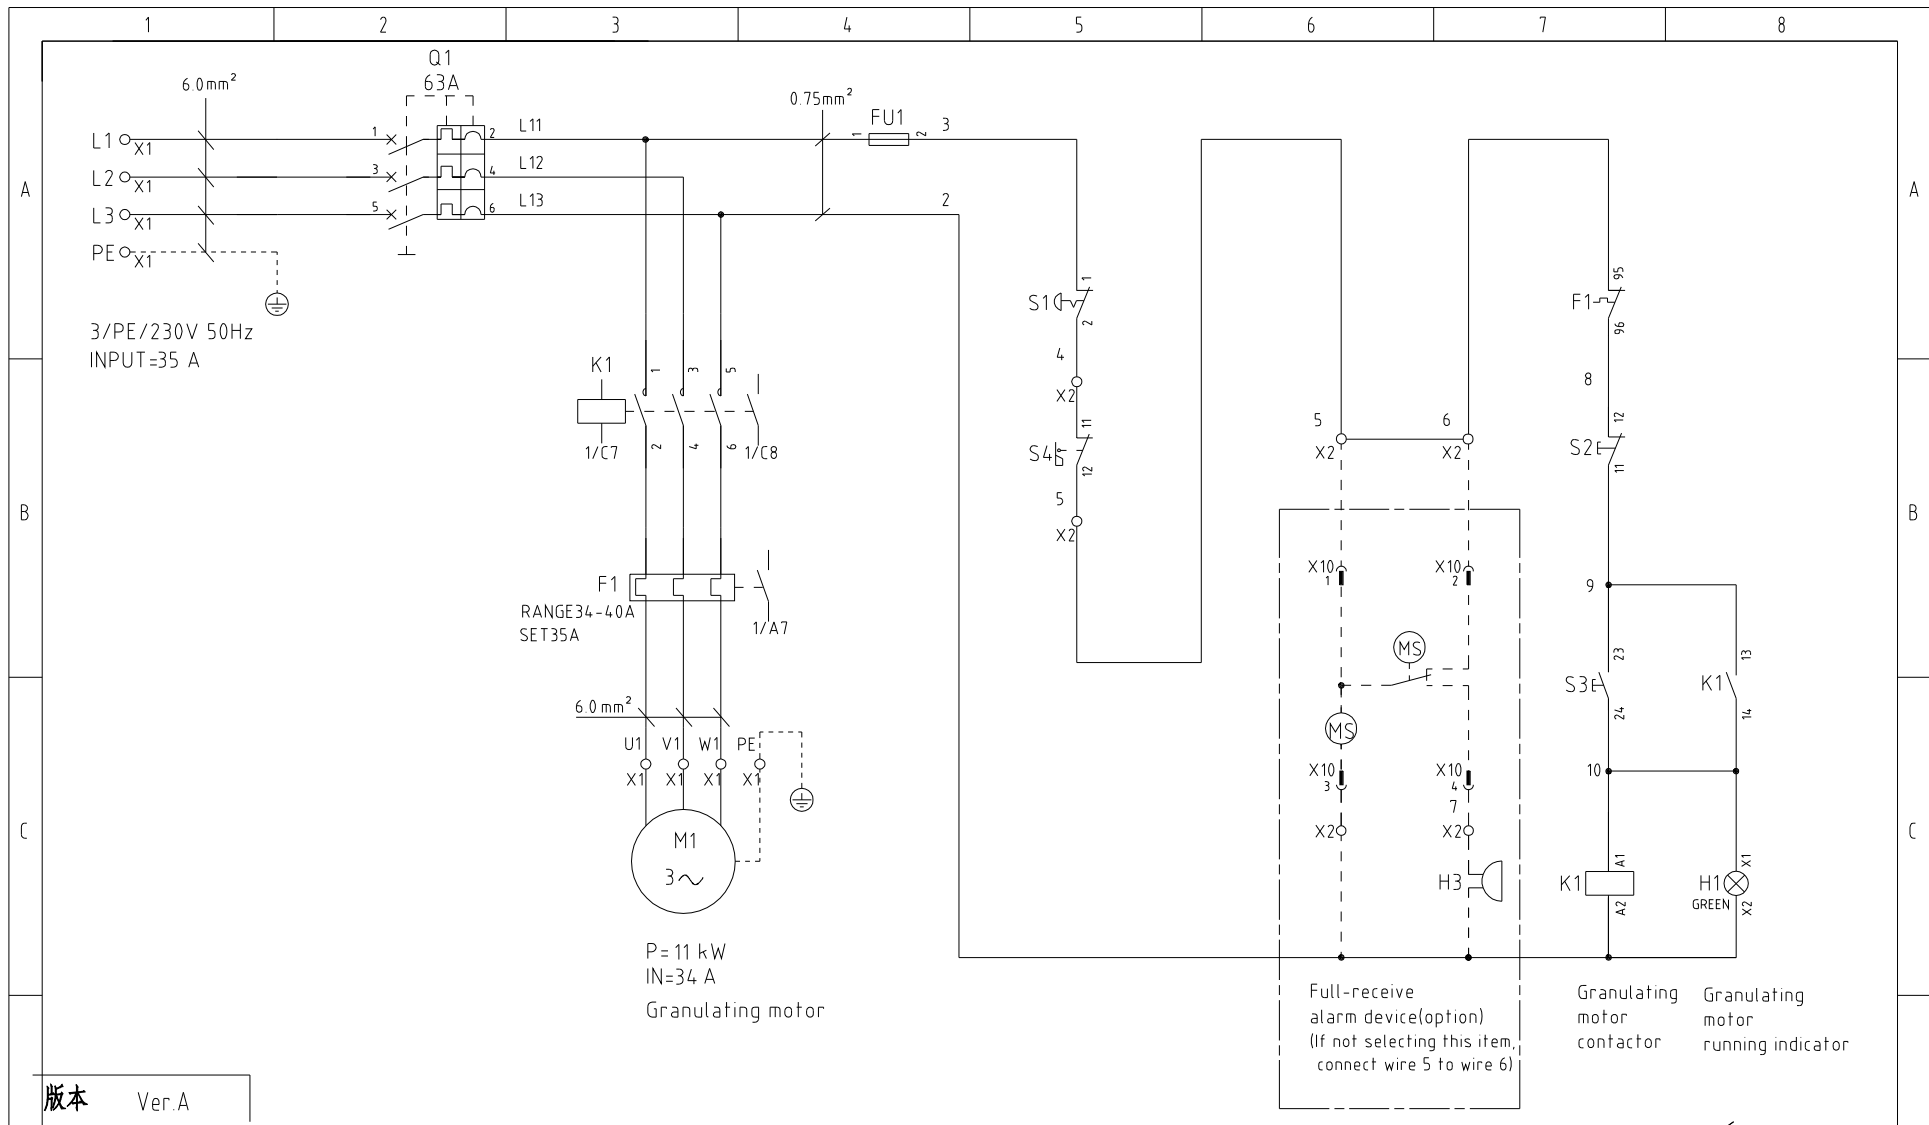 1 2 3 4 5 6 7 8
A
B
C
A
B
C
6.0mm²
Q1
63A
L1 X1
L2 X1
L3 X1
PE X1
1 2
3 4
5 6
L11
L12
L13
3/PE/230V 50Hz
INPUT=35 A
0.75mm²
FU1
1 2
3
2
K1
1 3 5
2 4 6
1/C7
1/C8
F1
RANGE34-40A
SET35A
1/A7
6.0mm²
U1 V1 W1 PE
X1 X1 X1 X1
M1
3~
P=11 kW
IN=34 A
Granulating motor
S1
1
2
4
X2
S4
11
12
5
X2
5
X2
6
X2
X10
1
X10
2
MS
MS
X10
3
X10
4
7
X2
X2
H3
Full-receive
alarm device(option)
(If not selecting this item,
connect wire 5 to wire 6)
F1
95
96
8
S2
12
11
9
S3
23
24
K1
13
14
10
K1
A1
A2
H1
GREEN
X1
X2
Granulating
motor
contactor
Granulating
motor
running indicator
版本 Ver.A